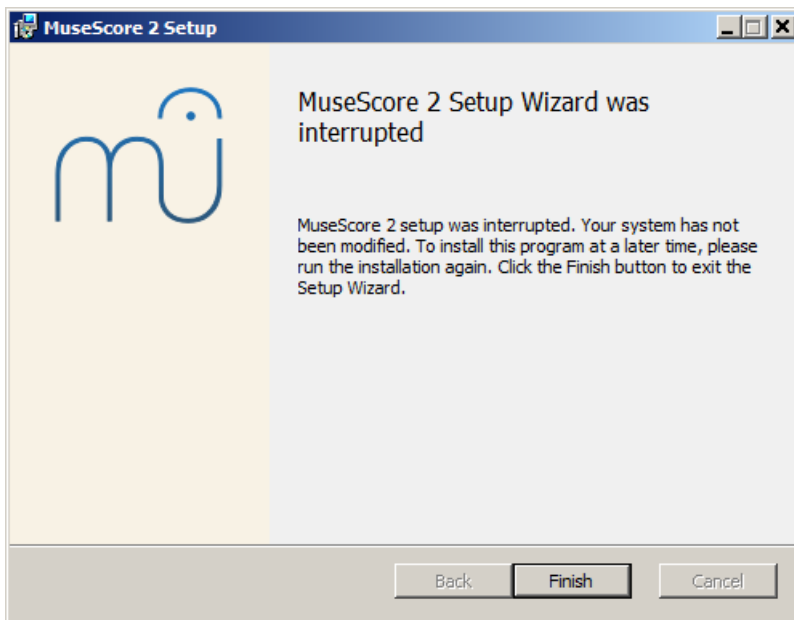 MuseScore 2 Setup
MuseScore 2 Setup Wizard was
interrupted
MuseScore 2 setup was interrupted. Your system has not
been modified. To install this program at a later time, please
run the installation again. Click the Finish button to exit the
Setup Wizard.
Back Finish Cancel